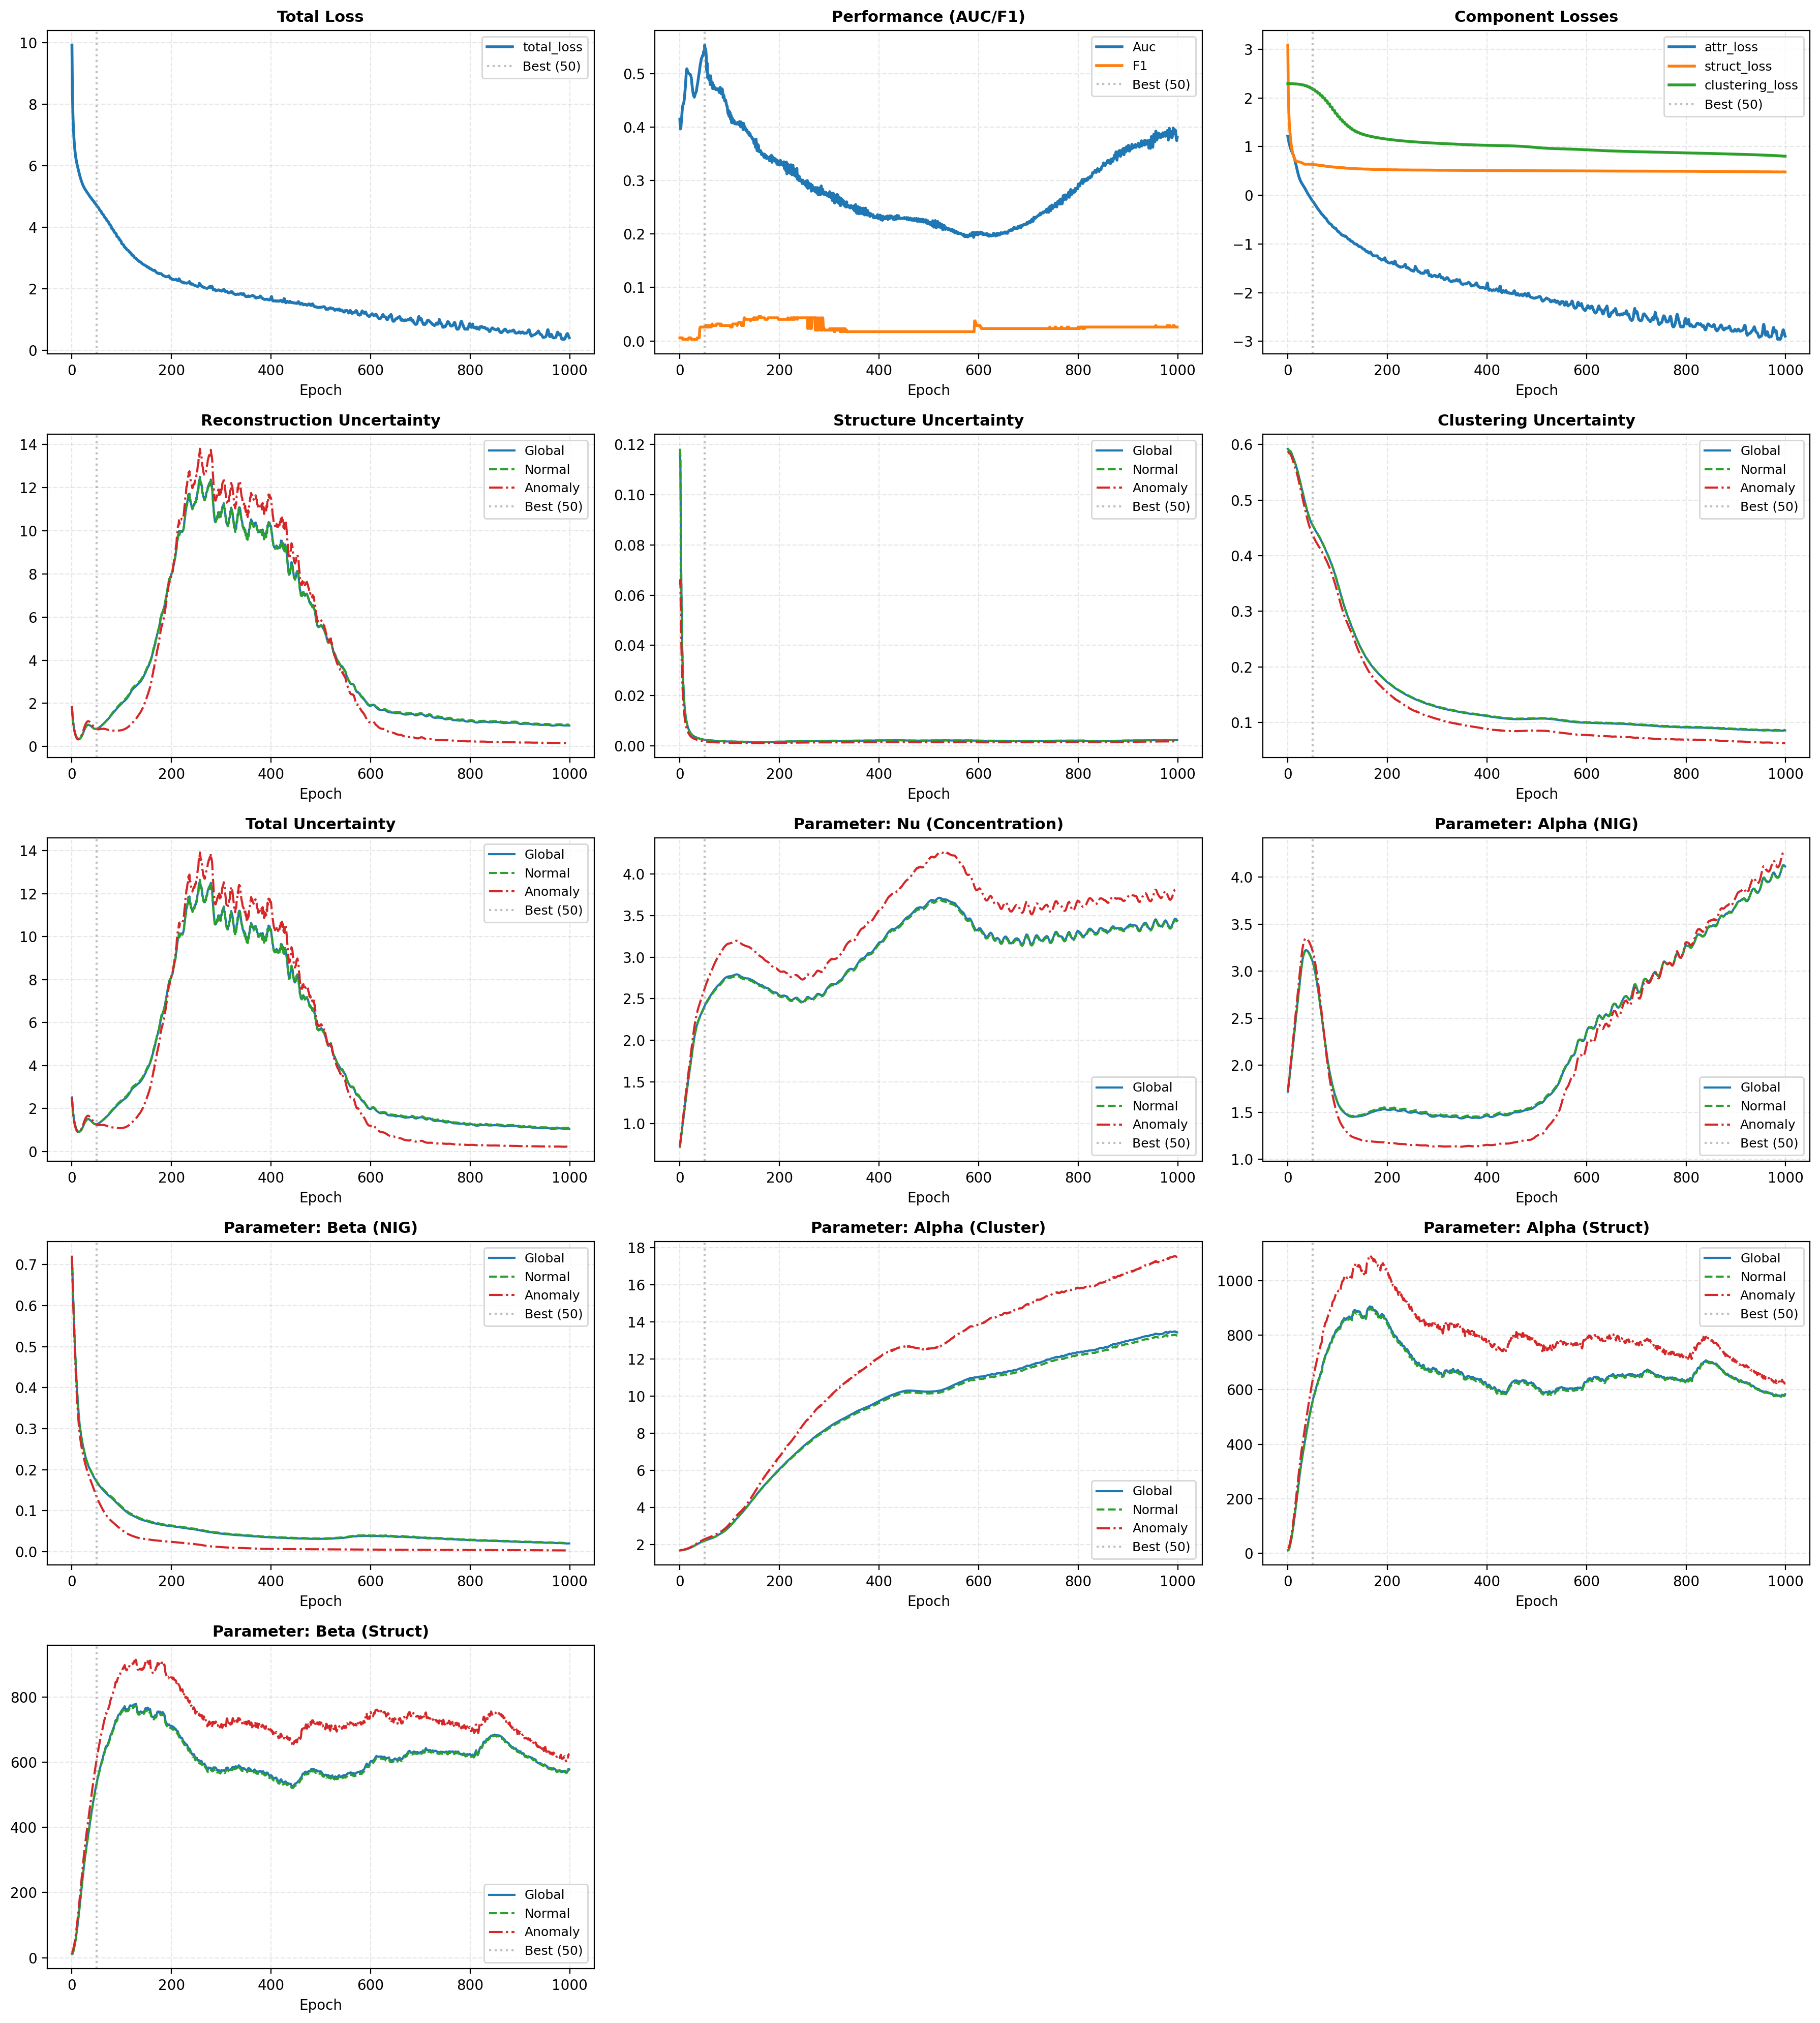 Total Loss
10
8
6
4
2
0
total_loss
Best (50)
0 200 400 600 800 1000
Epoch
Performance (AUC/F1)
0.5
0.4
0.3
0.2
0.1
0.0
Auc
F1
Best (50)
0 200 400 600 800 1000
Epoch
Component Losses
3
2
1
0
−1
−2
−3
attr_loss
struct_loss
clustering_loss
Best (50)
0 200 400 600 800 1000
Epoch
Reconstruction Uncertainty
14
12
10
8
6
4
2
0
Global
Normal
Anomaly
Best (50)
0 200 400 600 800 1000
Epoch
Structure Uncertainty
0.12
0.10
0.08
0.06
0.04
0.02
0.00
Global
Normal
Anomaly
Best (50)
0 200 400 600 800 1000
Epoch
Clustering Uncertainty
0.6
0.5
0.4
0.3
0.2
0.1
Global
Normal
Anomaly
Best (50)
0 200 400 600 800 1000
Epoch
Total Uncertainty
14
12
10
8
6
4
2
0
Global
Normal
Anomaly
Best (50)
0 200 400 600 800 1000
Epoch
Parameter: Nu (Concentration)
4.0
3.5
3.0
2.5
2.0
1.5
1.0
Global
Normal
Anomaly
Best (50)
0 200 400 600 800 1000
Epoch
Parameter: Alpha (NIG)
4.0
3.5
3.0
2.5
2.0
1.5
1.0
Global
Normal
Anomaly
Best (50)
0 200 400 600 800 1000
Epoch
Parameter: Beta (NIG)
0.7
0.6
0.5
0.4
0.3
0.2
0.1
0.0
Global
Normal
Anomaly
Best (50)
0 200 400 600 800 1000
Epoch
Parameter: Alpha (Cluster)
18
16
14
12
10
8
6
4
2
Global
Normal
Anomaly
Best (50)
0 200 400 600 800 1000
Epoch
Parameter: Alpha (Struct)
1000
800
600
400
200
0
Global
Normal
Anomaly
Best (50)
0 200 400 600 800 1000
Epoch
Parameter: Beta (Struct)
800
600
400
200
0
Global
Normal
Anomaly
Best (50)
0 200 400 600 800 1000
Epoch